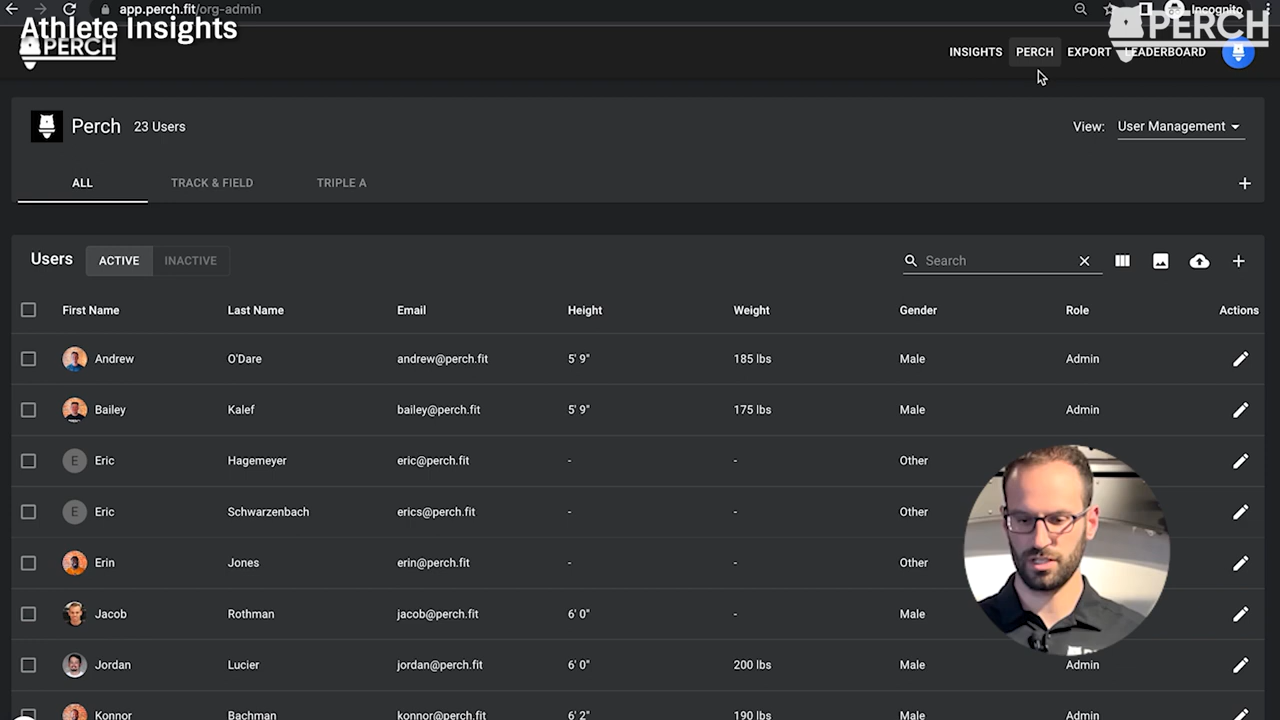 app.perch.fit/org-admin
Incognito
Athlete Insights
PERCH
PERCH
INSIGHTS PERCH EXPORT LEADERBOARD
Perch 23 Users
View: User Management
ALL TRACK & FIELD TRIPLE A
Users ACTIVE INACTIVE
Search
First Name Last Name Email Height Weight Gender Role Actions
Andrew O'Dare andrew@perch.fit 5' 9" 185 lbs Male Admin
Bailey Kalef bailey@perch.fit 5' 9" 175 lbs Male Admin
E Eric Hagemeyer eric@perch.fit - - Other
E Eric Schwarzenbach erics@perch.fit - - Other
Erin Jones erin@perch.fit - - Other
Jacob Rothman jacob@perch.fit 6' 0" - Male
Jordan Lucier jordan@perch.fit 6' 0" 200 lbs Male Admin
Konnor Bachman konnor@perch.fit 6' 2" 190 lbs Male Admin